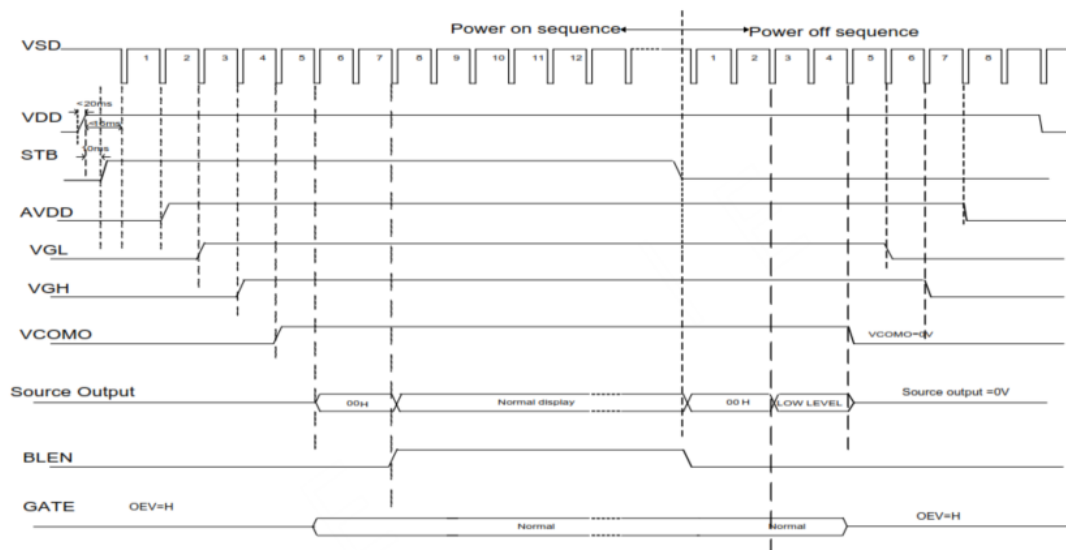 Power on sequence
Power off sequence
VSD
1 2 3 4 5 6 7 8 9 10 11 12 1 2 3 4 5 6 7 8
<20ms
VDD
STB
0ms
AVDD
VGL
VGH
VCOMO
VCOMO=0V
Source Output
00H
Normal display
00 H
LOW LEVEL
Source output =0V
BLEN
GATE
OEV=H
Normal
Normal
OEV=H